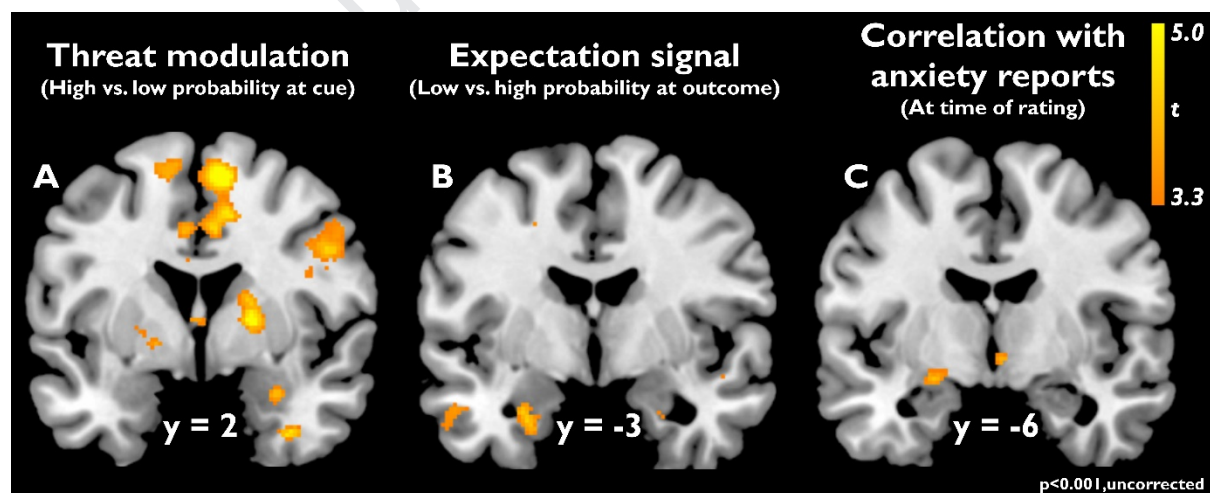 Threat modulation
(High vs. low probability at cue)
Expectation signal
(Low vs. high probability at outcome)
Correlation with
anxiety reports
(At time of rating)
5.0
t
3.3
A
B
C
y = 2
y = -3
y = -6
p<0.001,uncorrected